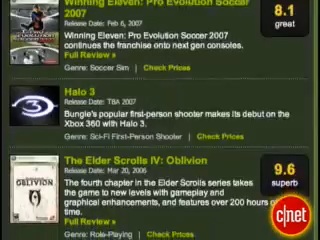 Winning Eleven: Pro Evolution Soccer
2007
8.1
great
Release Date: Feb 6, 2007
Winning Eleven: Pro Evolution Soccer 2007
continues the franchise onto next gen consoles.
Full Review »
Genre: Soccer Sim | Check Prices
Halo 3
Release Date: TBA 2007
Bungie's popular first-person shooter makes its debut on the
Xbox 360 with Halo 3.
Genre: Sci-Fi First-Person Shooter | Check Prices
The Elder Scrolls IV: Oblivion
9.6
superb
Release Date: Mar 20, 2006
The fourth chapter in the Elder Scrolls series takes
the game to new levels with gameplay and
graphical enhancements, and features over 200 hours
time.
Full Review »
Genre: Role-Playing | Check Prices
OBLIVION
3
c|net